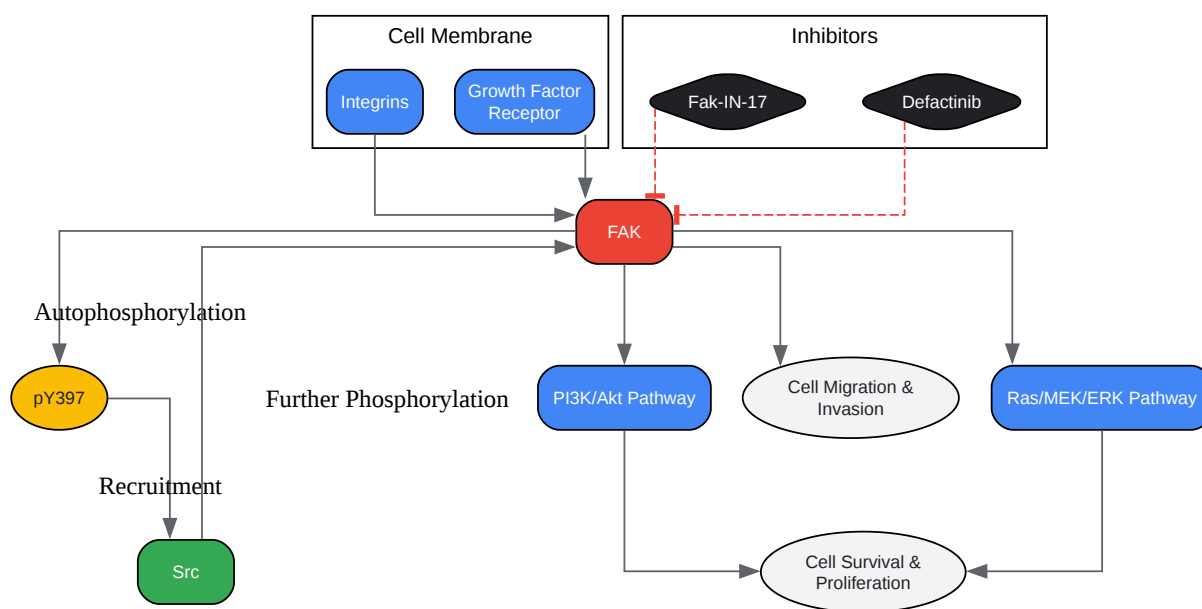 Cell Membrane
Inhibitors
Integrins
Growth Factor
Receptor
Fak-IN-17
Defactinib
FAK
Autophosphorylation
pY397
Further Phosphorylation
PI3K/Akt Pathway
Cell Migration &
Invasion
Ras/MEK/ERK Pathway
Recruitment
Src
Cell Survival &
Proliferation